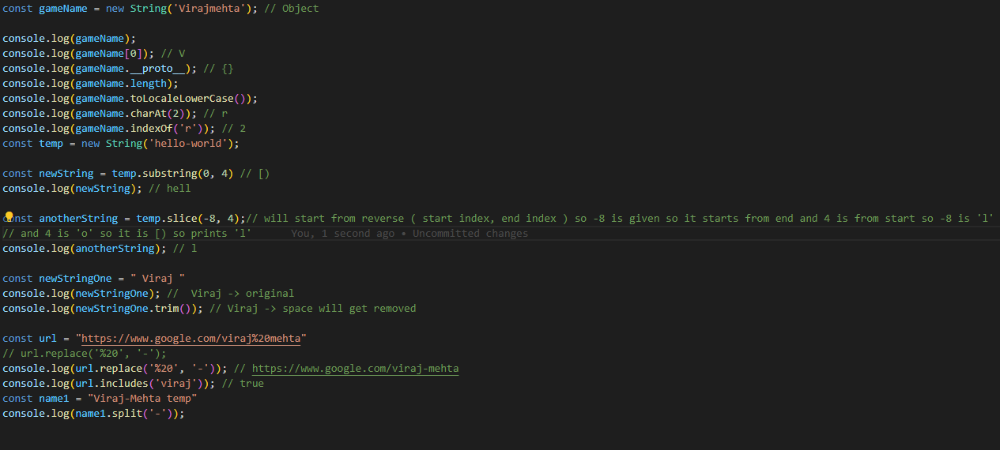 const gameName = new String('Virajmehta'); // Object
console.log(gameName);
console.log(gameName[0]); // V
console.log(gameName.__proto__); // {}
console.log(gameName.length);
console.log(gameName.toLocaleLowerCase());
console.log(gameName.charAt(2)); // r
console.log(gameName.indexOf('r')); // 2
const temp = new String('hello-world');
const newString = temp.substring(0, 4) // [)
console.log(newString); // hell
const anotherString = temp.slice(-8, 4);// will start from reverse ( start index, end index ) so -8 is given so it starts from end and 4 is from start so -8 is 'l'
// and 4 is 'o' so it is [) so prints 'l' You, 1 second ago • Uncommitted changes
console.log(anotherString); // l
const newStringOne = " Viraj "
console.log(newStringOne); //  Viraj -> original
console.log(newStringOne.trim()); // Viraj -> space will get removed
const url = "https://www.google.com/viraj%20mehta"
// url.replace('%20', '-');
console.log(url.replace('%20', '-')); // https://www.google.com/viraj-mehta
console.log(url.includes('viraj')); // true
const name1 = "Viraj-Mehta temp"
console.log(name1.split('-'));